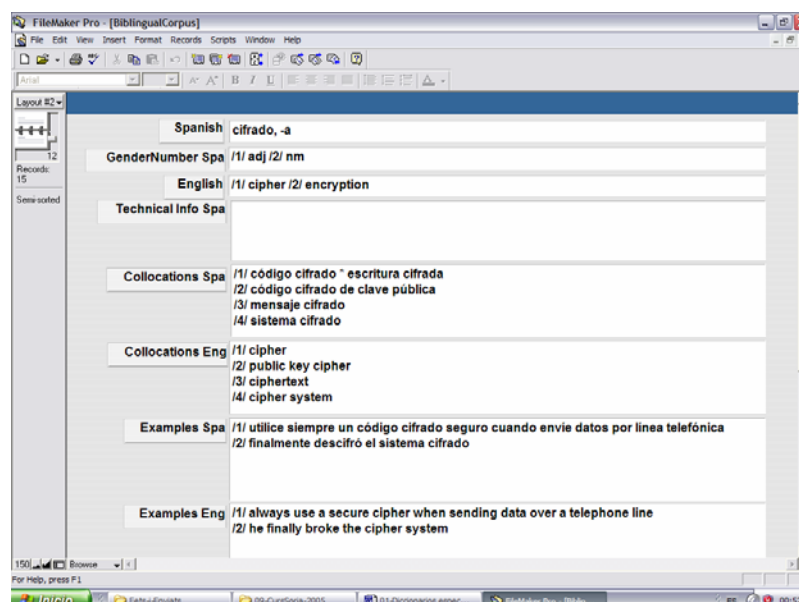 FileMaker Pro - [BiblingualCorpus]
File Edit View Insert Format Records Scripts Window Help
Arial
Layout #2
12
Records:
15
Semi-sorted
Spanish cifrado, -a
GenderNumber Spa /1/ adj /2/ nm
English /1/ cipher /2/ encryption
Technical Info Spa
Collocations Spa /1/ código cifrado * escritura cifrada
/2/ código cifrado de clave pública
/3/ mensaje cifrado
/4/ sistema cifrado
Collocations Eng /1/ cipher
/2/ public key cipher
/3/ ciphertext
/4/ cipher system
Examples Spa /1/ utilice siempre un código cifrado seguro cuando envíe datos por línea telefónica
/2/ finalmente descifró el sistema cifrado
Examples Eng /1/ always use a secure cipher when sending data over a telephone line
/2/ he finally broke the cipher system
150 Browse
For Help, press F1
Inicio 01-Diccionarios espec... FileMaker Pro - [Biblin...